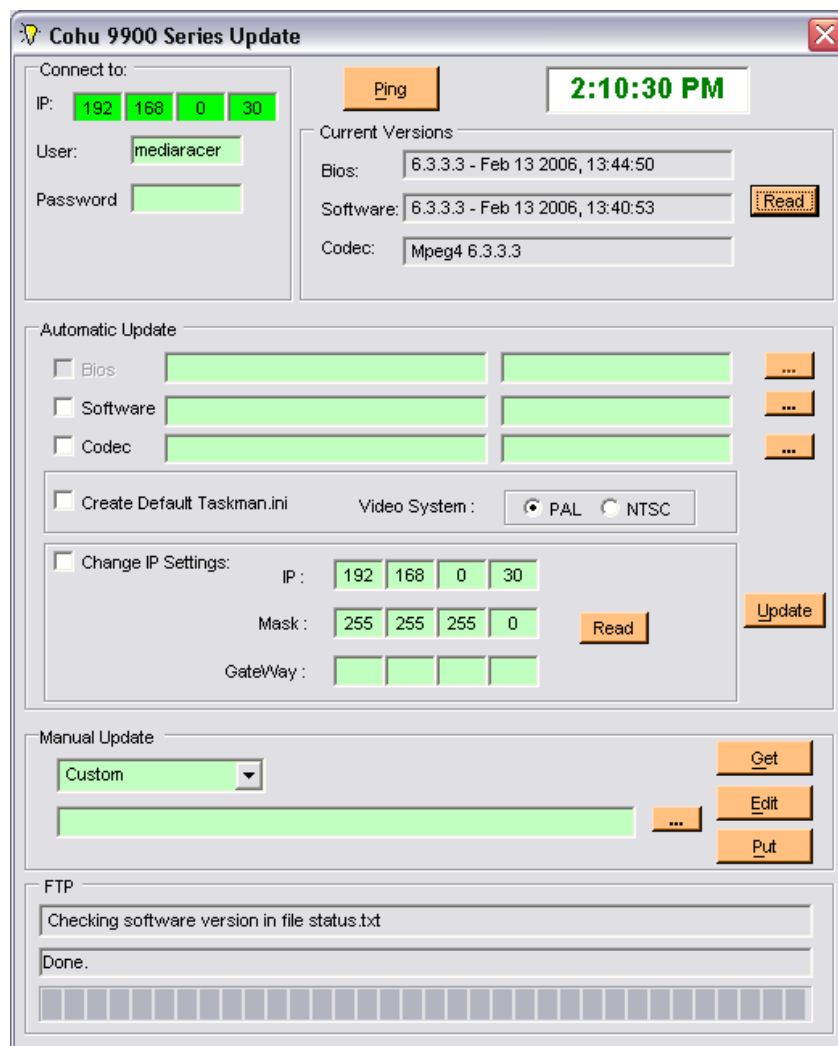 Cohu 9900 Series Update
Connect to:
IP: 192 168 0 30
User: mediaracer
Password
Ping
2:10:30 PM
Current Versions
Bios: 6.3.3.3 - Feb 13 2006, 13:44:50
Software: 6.3.3.3 - Feb 13 2006, 13:40:53
Codec: Mpeg4 6.3.3.3
Read
Automatic Update
Bios ...
Software ...
Codec ...
Create Default Taskman.ini Video System : PAL NTSC
Change IP Settings:
IP : 192 168 0 30
Mask : 255 255 255 0
Read
GateWay :
Update
Manual Update
Custom
...
Get
Edit
Put
FTP
Checking software version in file status.txt
Done.